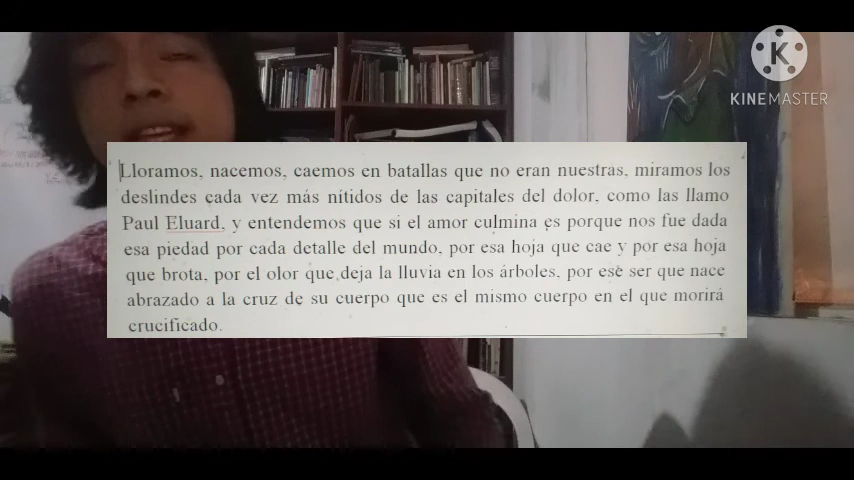 KINEMASTER
Lloramos, nacemos, caemos en batallas que no eran nuestras, miramos los
deslindes cada vez más nítidos de las capitales del dolor, como las llamo
Paul Eluard, y entendemos que si el amor culmina es porque nos fue dada
esa piedad por cada detalle del mundo, por esa hoja que cae y por esa hoja
que brota, por el olor que deja la lluvia en los árboles, por ese ser que nace
abrazado a la cruz de su cuerpo que es el mismo cuerpo en el que morirá
crucificado.